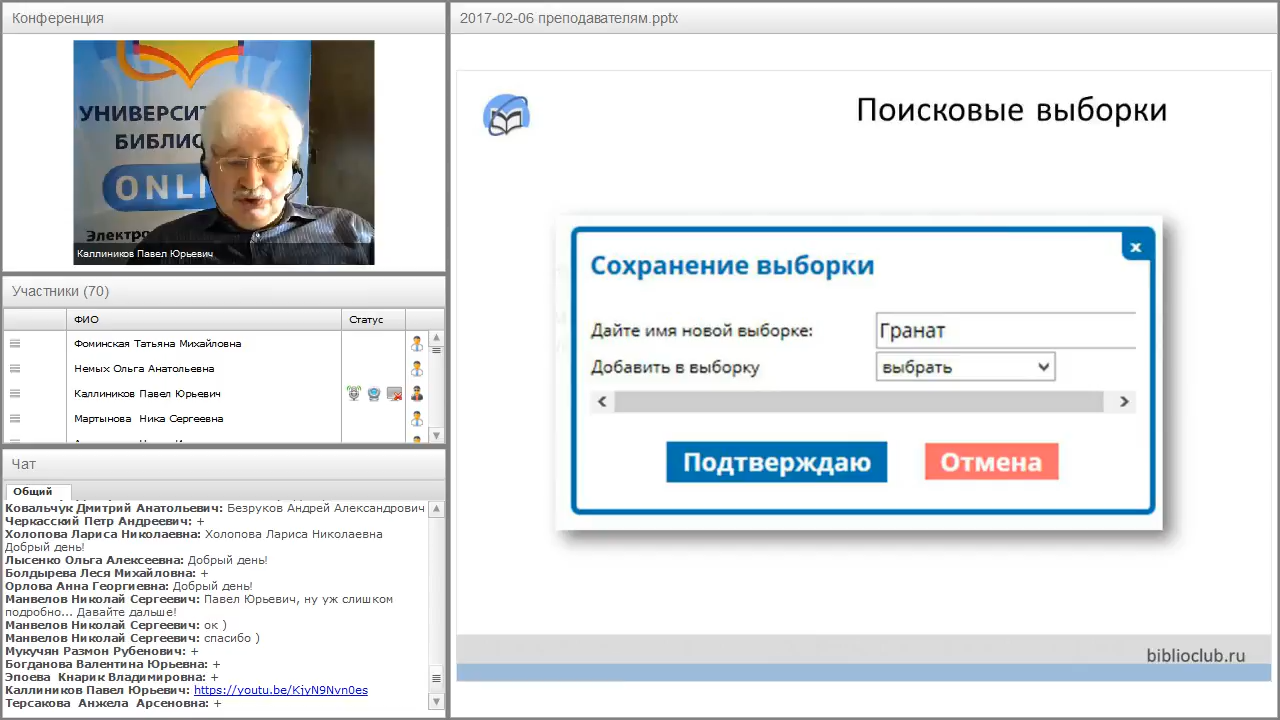 Конференция
УНИВЕРСИТ
БИБЛИО
ONLI
Электро
Каллиников Павел Юрьевич
Участники (70)
ФИО Статус
Фоминская Татьяна Михайловна
Немых Ольга Анатольевна
Каллиников Павел Юрьевич
Мартынова Ника Сергеевна
Чат
Общий
Ковальчук Дмитрий Анатольевич: Безруков Андрей Александрович
Черкасский Петр Андреевич: +
Холопова Лариса Николаевна: Холопова Лариса Николаевна
Добрый день!
Лысенко Ольга Алексеевна: Добрый день!
Болдырева Леся Михайловна: +
Орлова Анна Георгиевна: Добрый день!
Манвелов Николай Сергеевич: Павел Юрьевич, ну уж слишком
подробно... Давайте дальше!
Манвелов Николай Сергеевич: ок )
Манвелов Николай Сергеевич: спасибо )
Мукучян Размон Рубенович: +
Богданова Валентина Юрьевна: +
Эпоева Кнарик Владимировна: +
Каллиников Павел Юрьевич: https://youtu.be/KjvN9Nvn0es
Терсакова Анжела Арсеновна: +
2017-02-06 преподавателям.pptx
Поисковые выборки
Сохранение выборки
x
Дайте имя новой выборке: Гранат
Добавить в выборку выбрать
Подтверждаю Отмена
biblioclub.ru